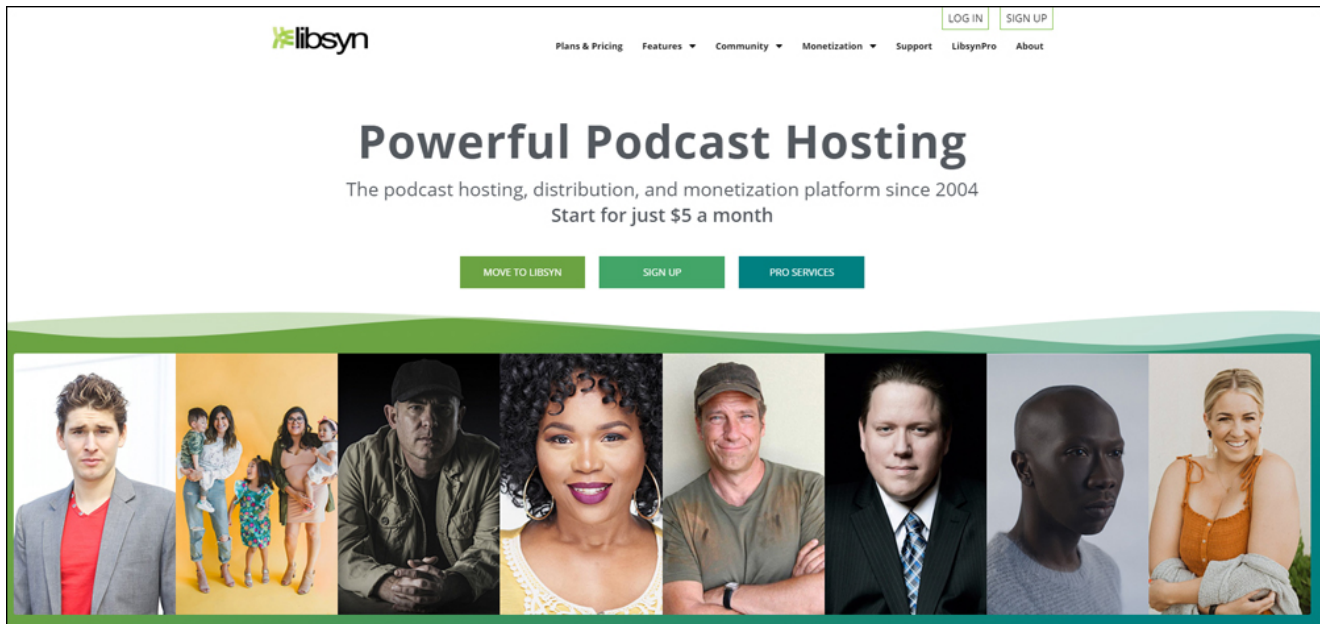 LOG IN SIGN UP
libsyn
Plans & Pricing Features Community Monetization Support LibsynPro About
Powerful Podcast Hosting
The podcast hosting, distribution, and monetization platform since 2004
Start for just $5 a month
MOVE TO LIBSYN SIGN UP PRO SERVICES